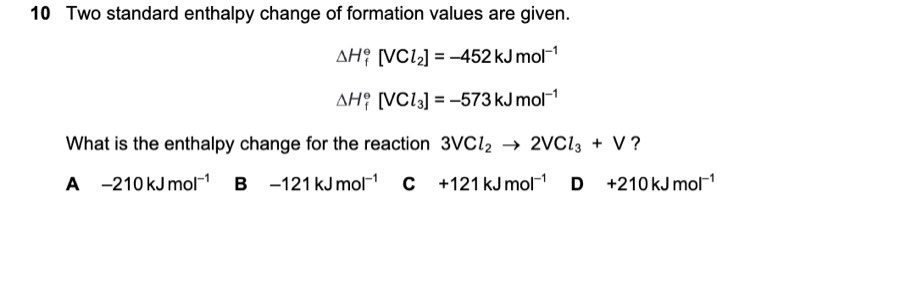 10 Two standard enthalpy change of formation values are given.
ΔH⦵f [VCl2] = –452 kJ mol⁻¹
ΔH⦵f [VCl3] = –573 kJ mol⁻¹
What is the enthalpy change for the reaction 3VCl2 → 2VCl3 + V ?
A –210 kJ mol⁻¹ B –121 kJ mol⁻¹ C +121 kJ mol⁻¹ D +210 kJ mol⁻¹